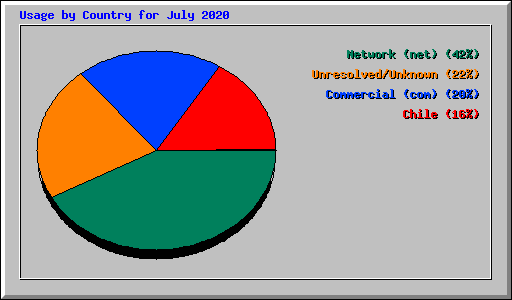 Usage by Country for July 2020
Network (net) (42%)
Unresolved/Unknown (22%)
Commercial (com) (20%)
Chile (16%)